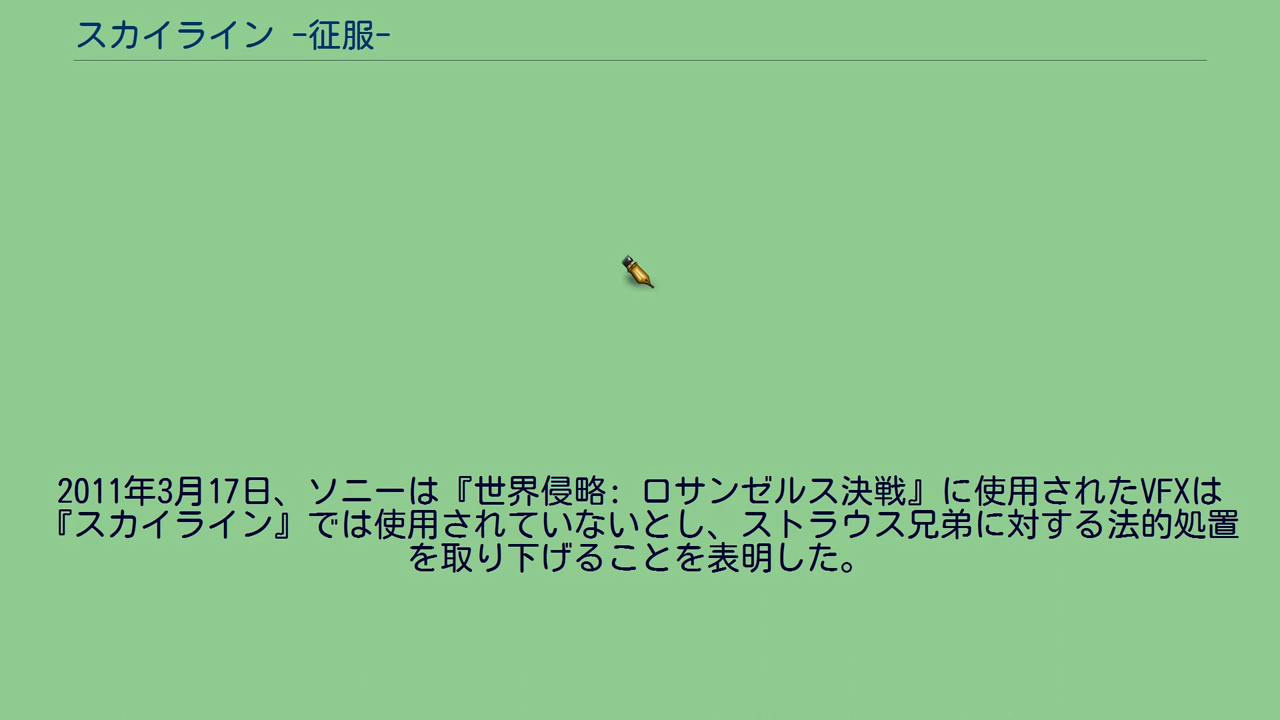 スカイライン -征服-
2011年3月17日、ソニーは『世界侵略: ロサンゼルス決戦』に使用されたVFXは
『スカイライン』では使用されていないとし、ストラウス兄弟に対する法的処置
を取り下げることを表明した。